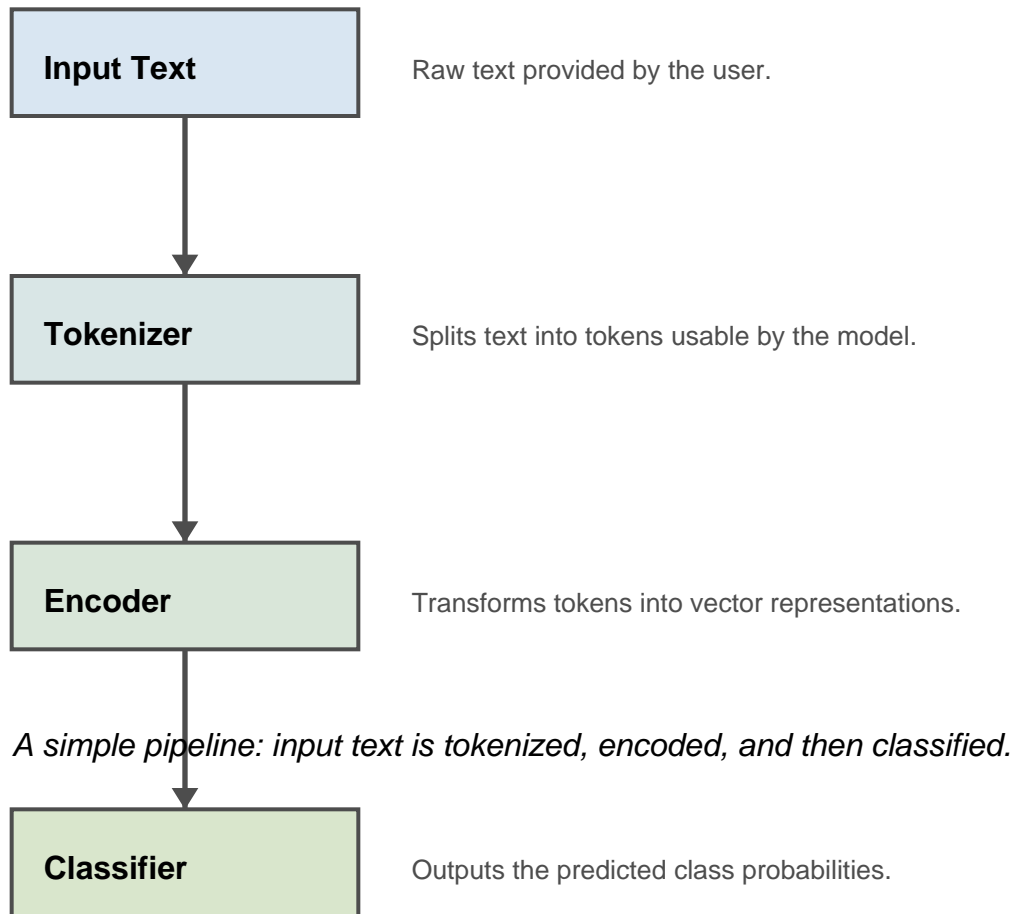 Input Text
Raw text provided by the user.
Tokenizer
Splits text into tokens usable by the model.
Encoder
Transforms tokens into vector representations.
A simple pipeline: input text is tokenized, encoded, and then classified.
Classifier
Outputs the predicted class probabilities.